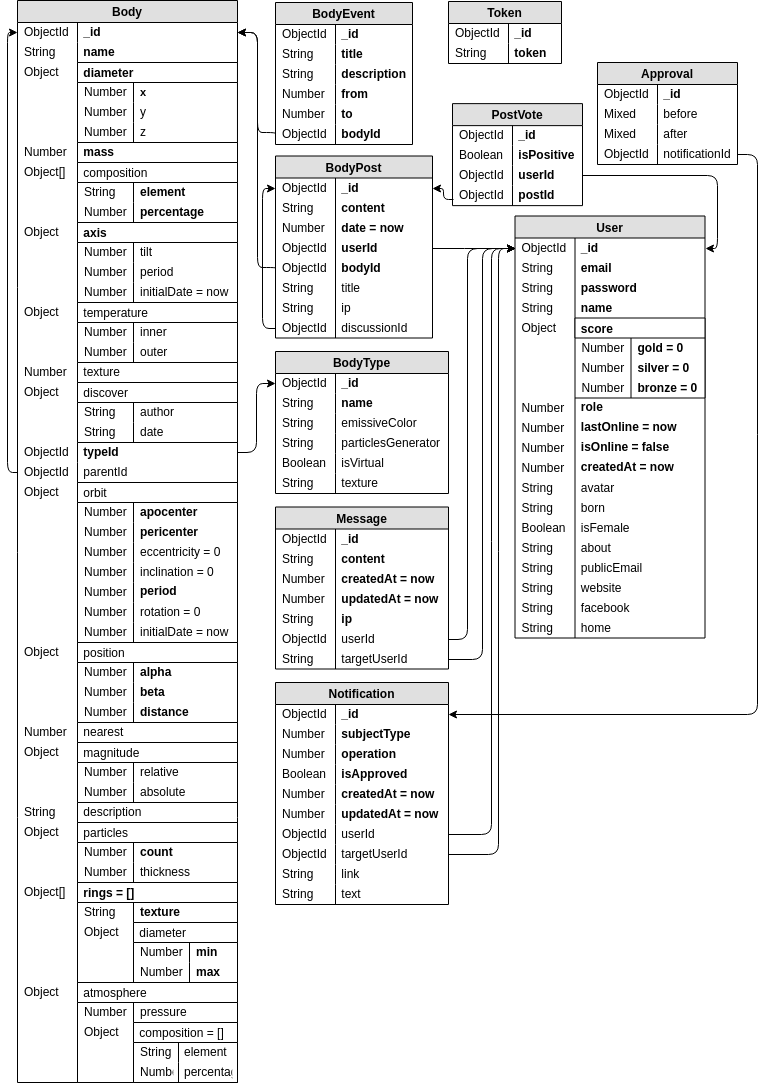 Body
ObjectId _id
String name
Object diameter
Number x
Number y
Number z
Number mass
Object[] composition
String element
Number percentage
Object axis
Number tilt
Number period
Number initialDate = now
Object temperature
Number inner
Number outer
Number texture
Object discover
String author
String date
ObjectId typeId
ObjectId parentId
Object orbit
Number apocenter
Number pericenter
Number eccentricity = 0
Number inclination = 0
Number period
Number rotation = 0
Number initialDate = now
Object position
Number alpha
Number beta
Number distance
Number nearest
Object magnitude
Number relative
Number absolute
String description
Object particles
Number count
Number thickness
Object[] rings = []
String texture
Object diameter
Number min
Number max
Object atmosphere
Number pressure
Object composition = []
String element
BodyEvent
ObjectId _id
String title
String description
Number from
Number to
ObjectId bodyId
BodyPost
ObjectId _id
String content
Number date = now
ObjectId userId
ObjectId bodyId
String title
String ip
ObjectId discussionId
BodyType
ObjectId _id
String name
String emissiveColor
String particlesGenerator
Boolean isVirtual
String texture
Message
ObjectId _id
String content
Number createdAt = now
Number updatedAt = now
String ip
ObjectId userId
String targetUserId
Notification
ObjectId _id
Number subjectType
Number operation
Boolean isApproved
Number createdAt = now
Number updatedAt = now
ObjectId userId
ObjectId targetUserId
String link
String text
Token
ObjectId _id
String token
PostVote
ObjectId _id
Boolean isPositive
ObjectId userId
ObjectId postId
Approval
ObjectId _id
Mixed before
Mixed after
ObjectId notificationId
User
ObjectId _id
String email
String password
String name
Object score
Number gold = 0
Number silver = 0
Number bronze = 0
Number role
Number lastOnline = now
Number isOnline = false
Number createdAt = now
String avatar
String born
Boolean isFemale
String about
String publicEmail
String website
String facebook
String home